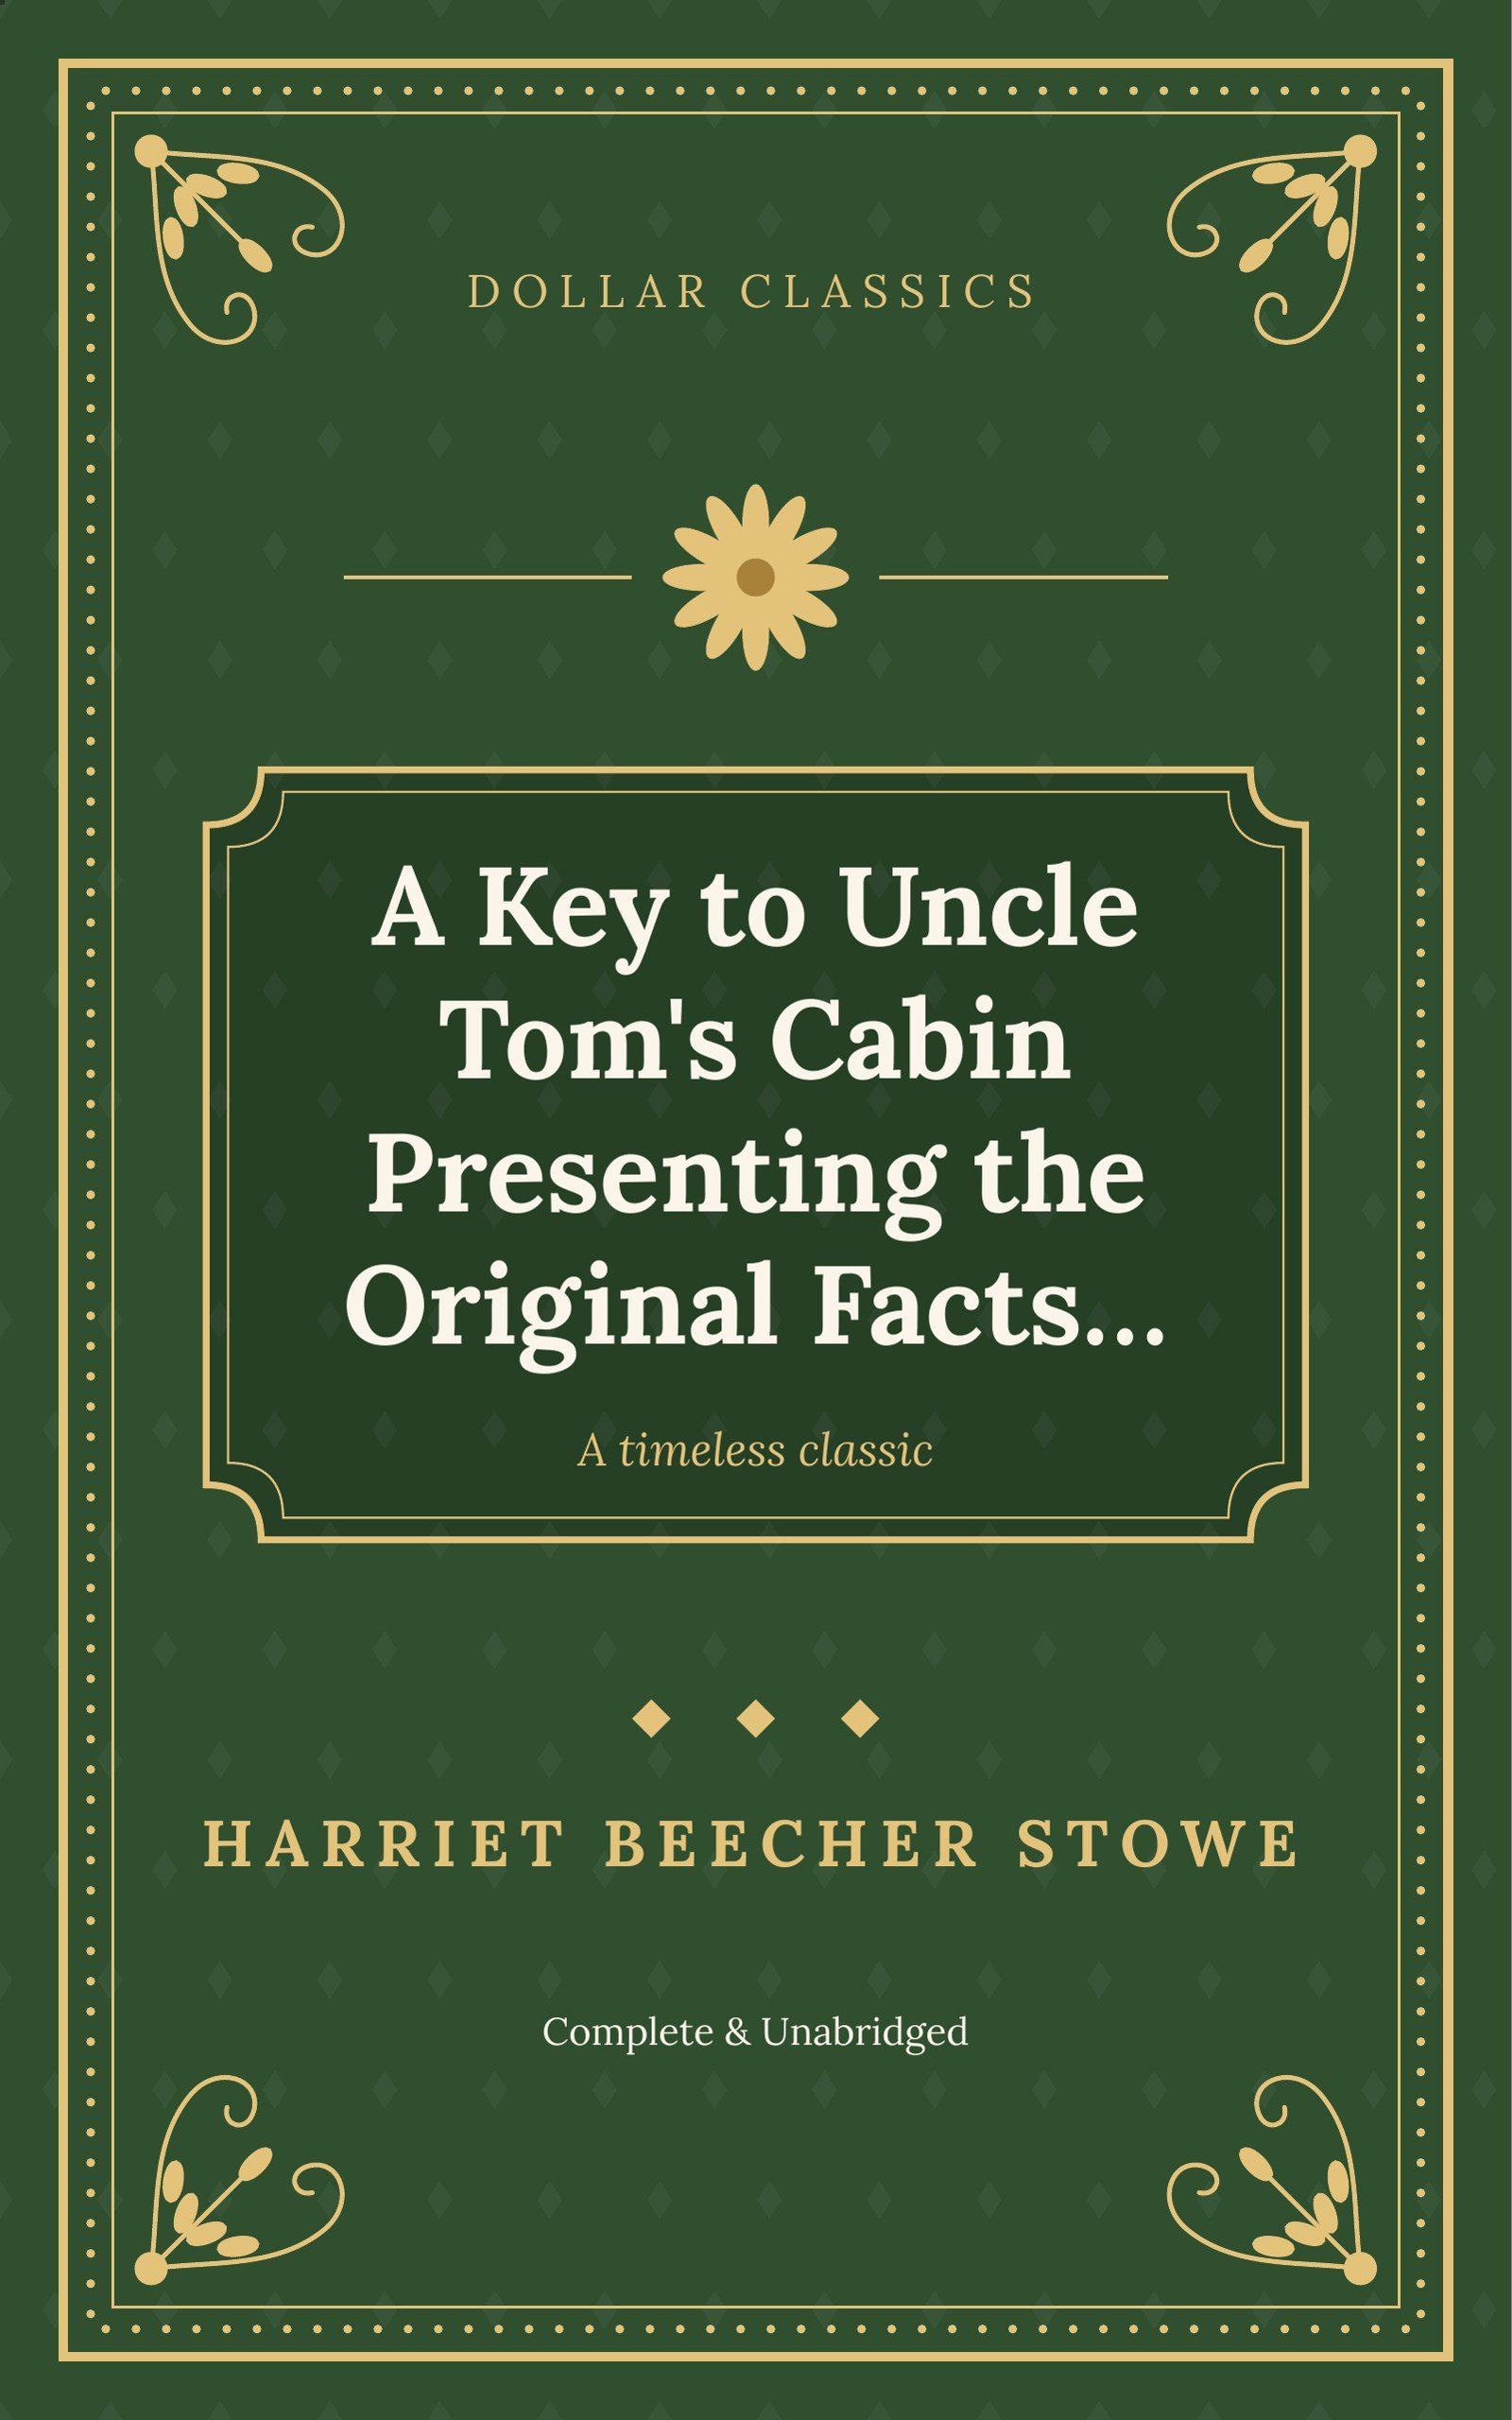 DOLLAR CLASSICS
A Key to Uncle
Tom's Cabin
Presenting the
Original Facts...
A timeless classic
HARRIET BEECHER STOWE
Complete & Unabridged